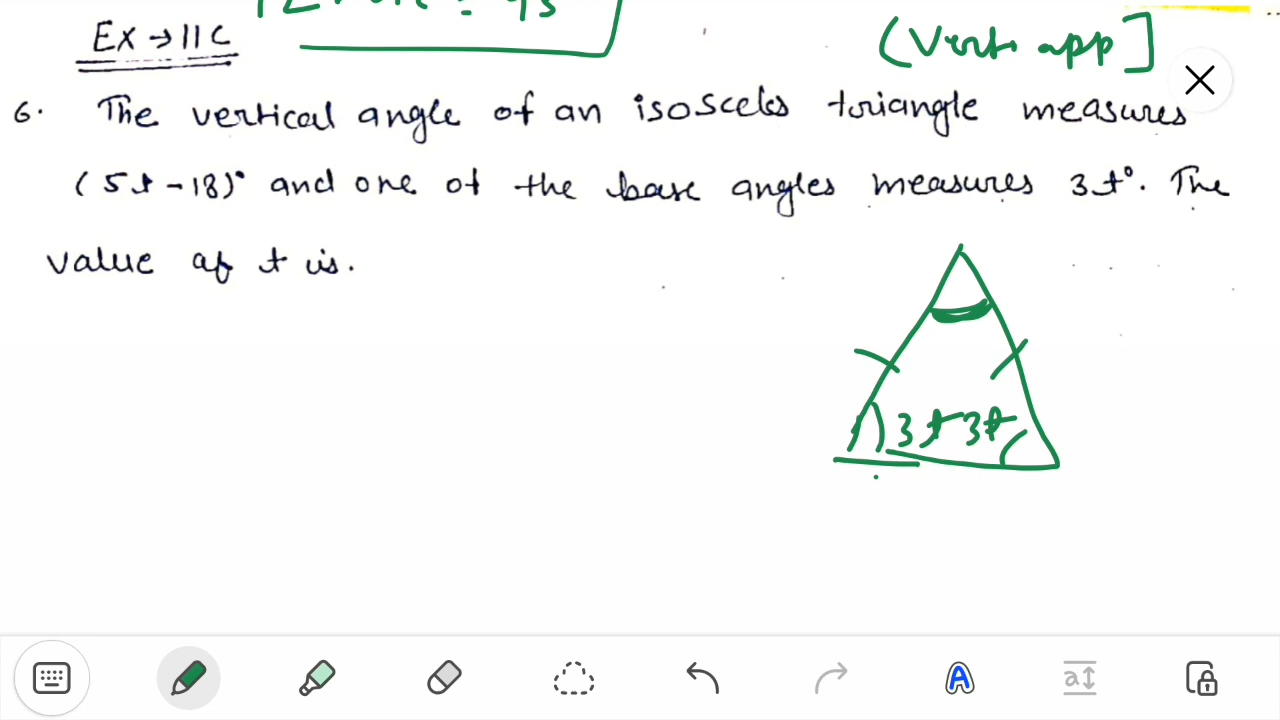 Ex → 11C
(Vert. app]
6. The vertical angle of an isosceles triangle measures
(5t - 18)° and one of the base angles measures 3t°. The
value of t is.
3t 3t
A
a